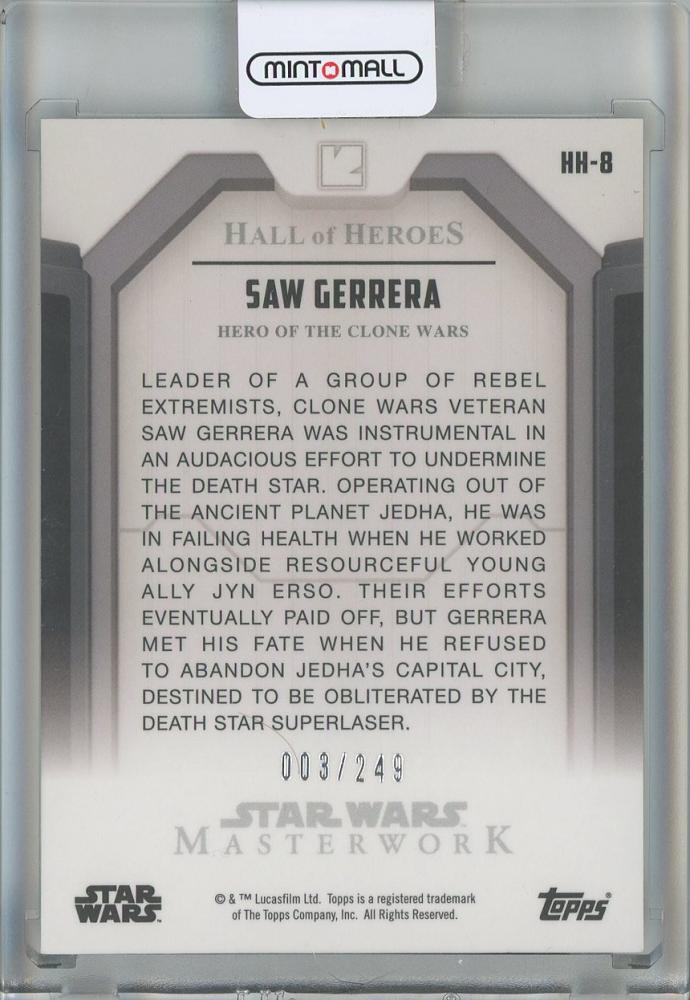 MINT MALL
HH-8
HALL of HEROES
SAW GERRERA
HERO OF THE CLONE WARS
LEADER OF A GROUP OF REBEL
EXTREMISTS, CLONE WARS VETERAN
SAW GERRERA WAS INSTRUMENTAL IN
AN AUDACIOUS EFFORT TO UNDERMINE
THE DEATH STAR. OPERATING OUT OF
THE ANCIENT PLANET JEDHA, HE WAS
IN FAILING HEALTH WHEN HE WORKED
ALONGSIDE RESOURCEFUL YOUNG
ALLY JYN ERSO. THEIR EFFORTS
EVENTUALLY PAID OFF, BUT GERRERA
MET HIS FATE WHEN HE REFUSED
TO ABANDON JEDHA'S CAPITAL CITY,
DESTINED TO BE OBLITERATED BY THE
DEATH STAR SUPERLASER.
003/249
STAR WARS
MASTERWORK
STAR
WARS™
© & ™ Lucasfilm Ltd. Topps is a registered trademark
of The Topps Company, Inc. All Rights Reserved.
Topps®